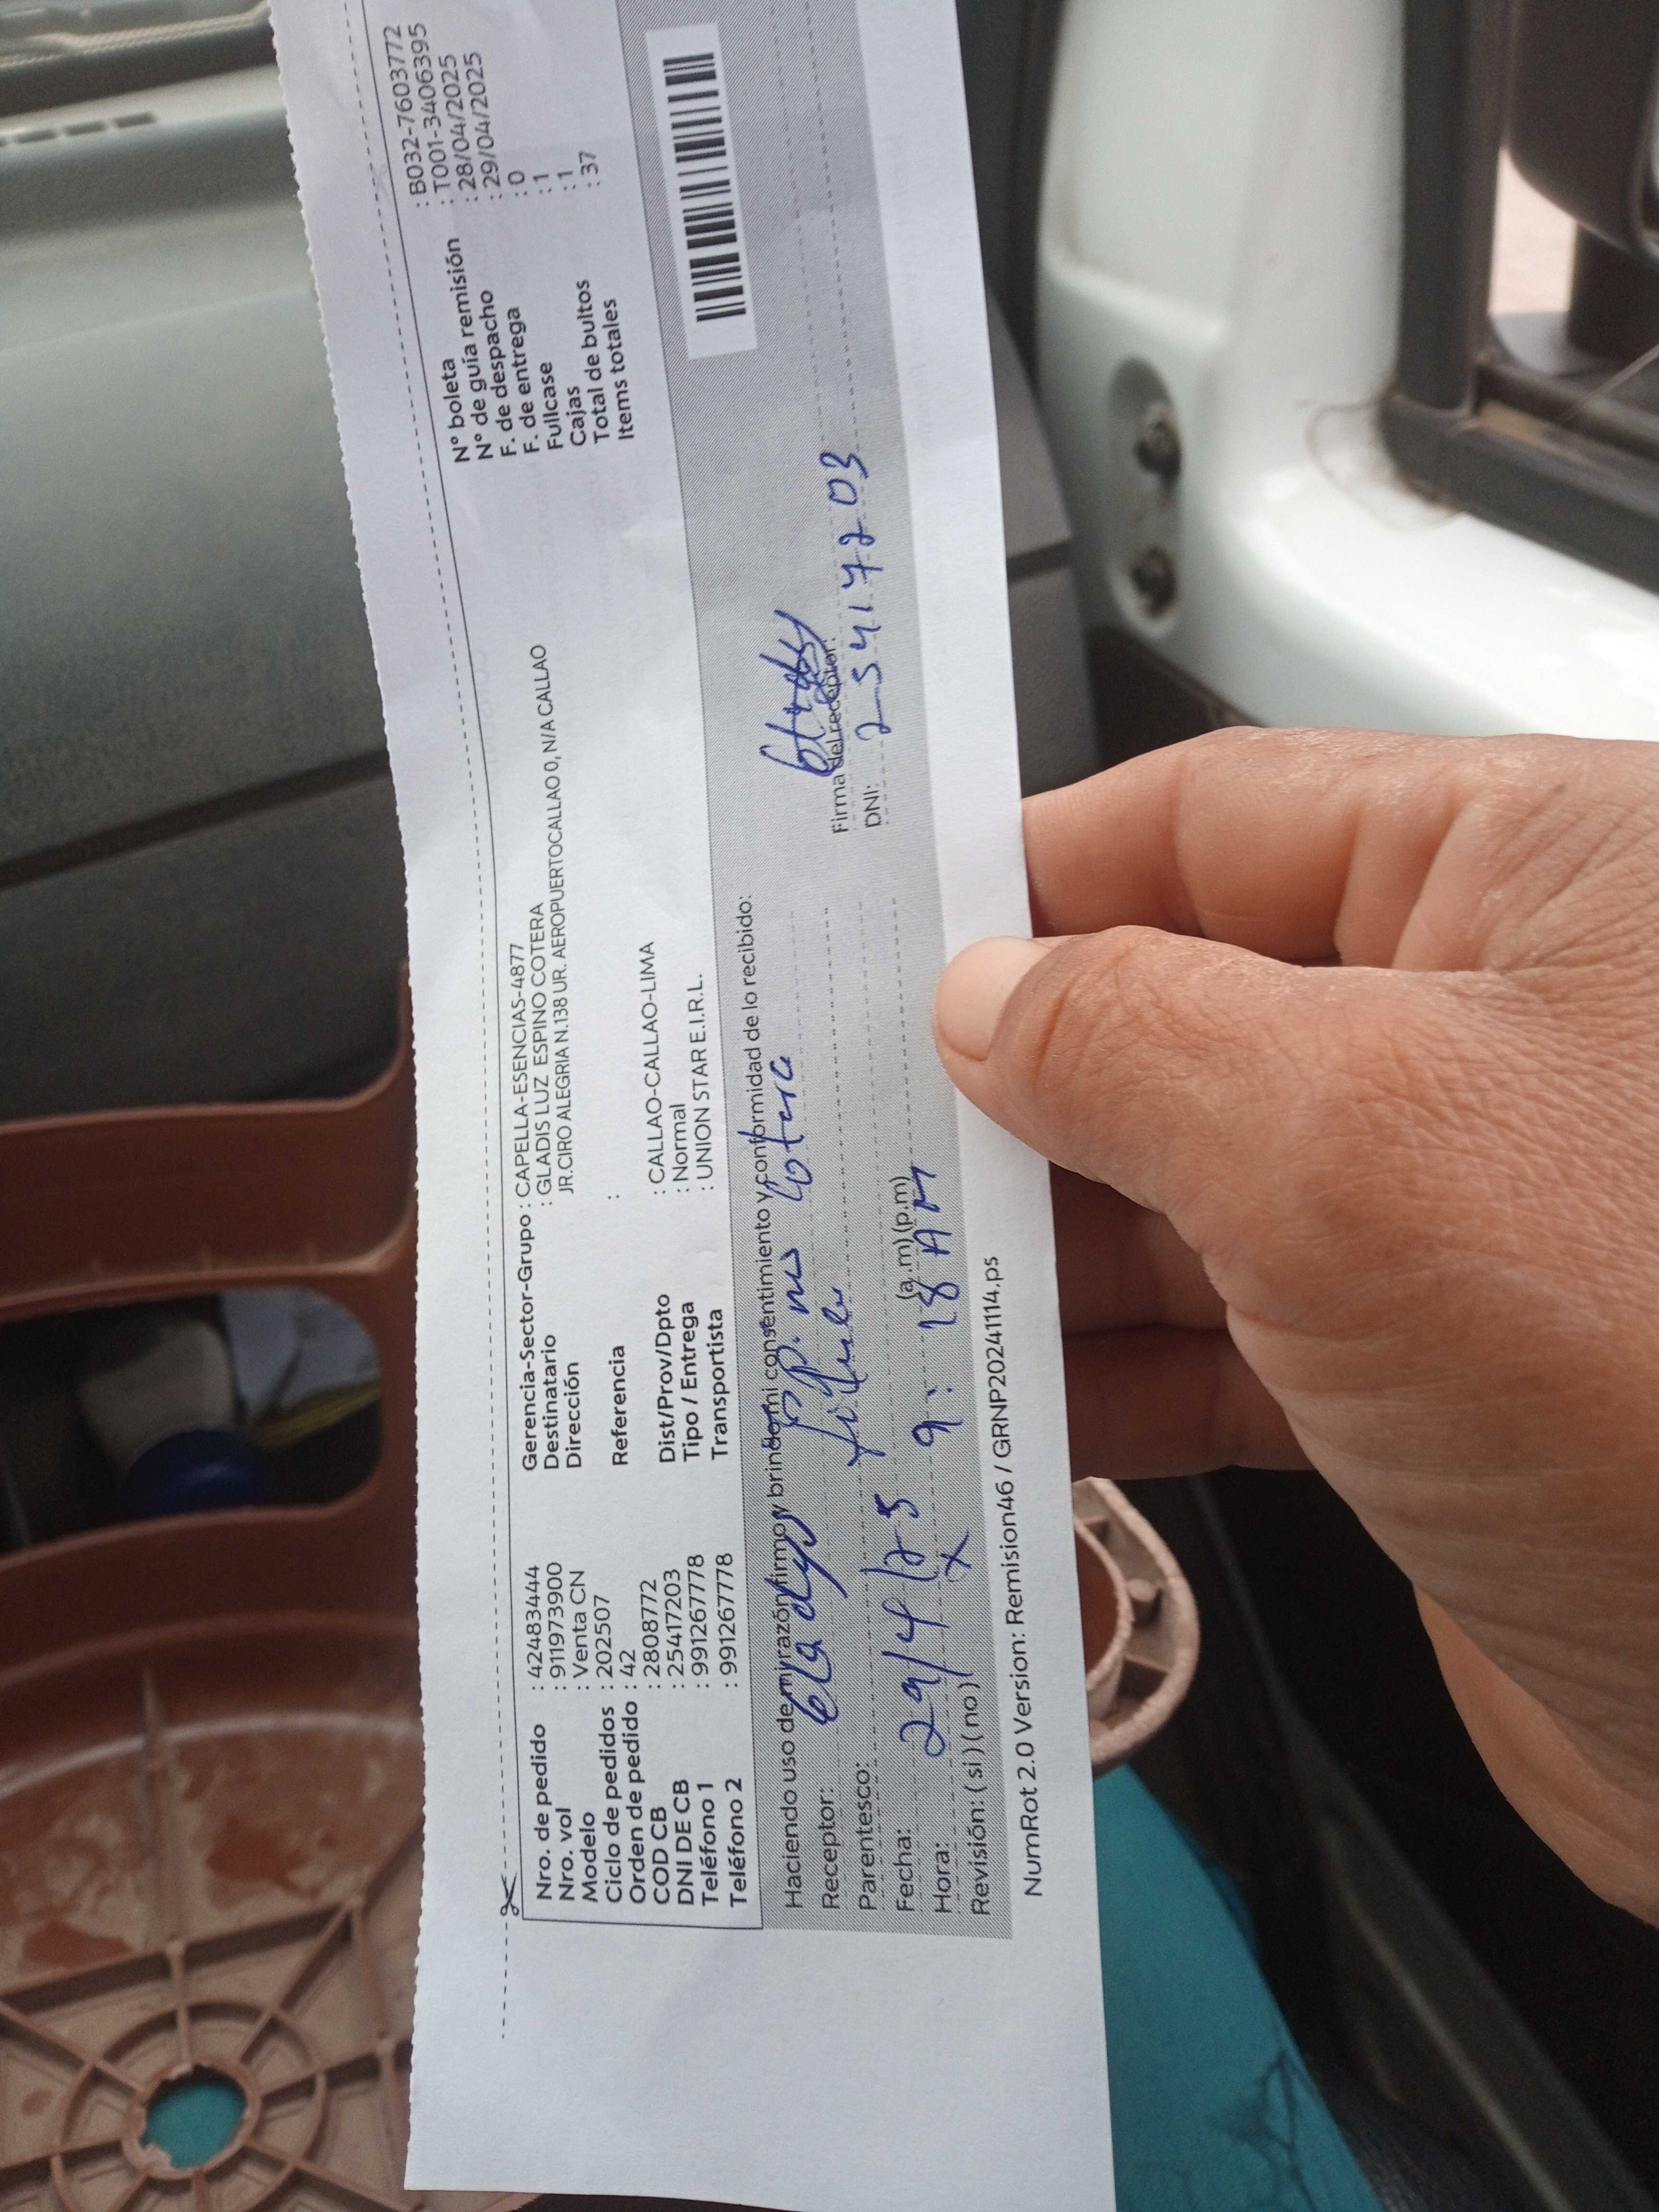 Nro. de pedido : 42483444
Nro. vol : 911973900
Modelo : Venta CN
Ciclo de pedidos : 202507
Orden de pedido : 42
COD CB : 2808772
DNI DE CB : 25417203
Teléfono 1 : 991267778
Teléfono 2 : 991267778
Gerencia-Sector-Grupo : CAPELLA-ESENCIAS-4877
Destinatario : GLADIS LUZ ESPINO COTERA
Dirección JR.CIRO ALEGRIA N.138 UR. AEROPUERTOCALLAO 0, N/A CALLAO
Referencia :
Dist/Prov/Dpto : CALLAO-CALLAO-LIMA
Tipo / Entrega : Normal
Transportista : UNION STAR E.I.R.L.
N° boleta : B032-7603772
N° de guía remisión : T001-3406395
F. de despacho : 28/04/2025
F. de entrega : 29/04/2025
Fullcase : 0
Cajas : 1
Total de bultos : 1
Items totales : 37
Haciendo uso de mi razón firmo y brindo mi consentimiento y conformidad de lo recibido:
Receptor: Gladys Espino Cotera
Parentesco: titular
Fecha: 29/4/25
Hora: 9:18 AM (a.m) (p.m)
Revisión: (si) (no) X
Firma del receptor:
DNI: 25417203
NumRot 2.0 Version: Remision46 / GRNP20241114.ps